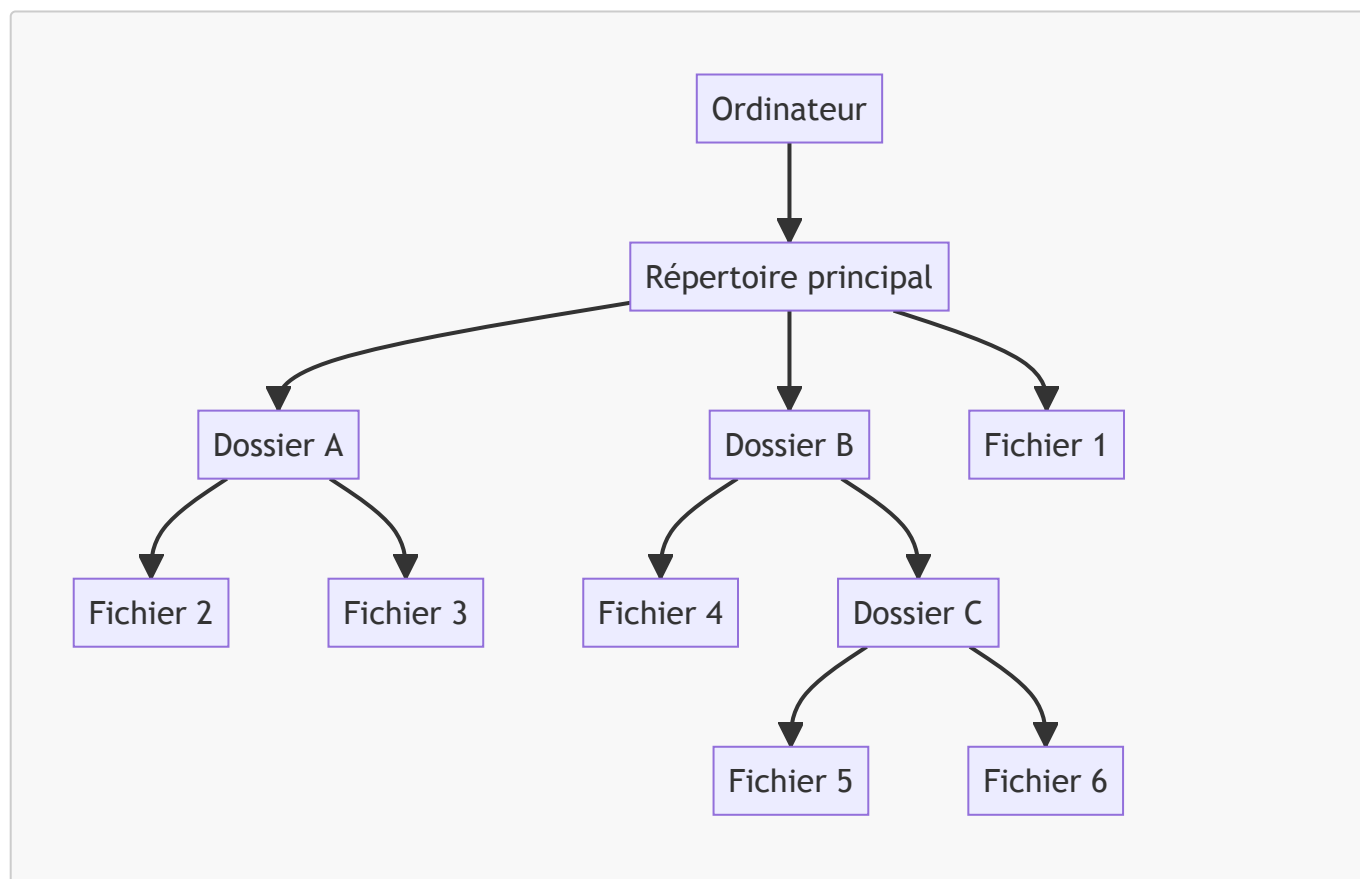 Ordinateur
Répertoire principal
Dossier A
Dossier B
Fichier 1
Fichier 2
Fichier 3
Fichier 4
Dossier C
Fichier 5
Fichier 6